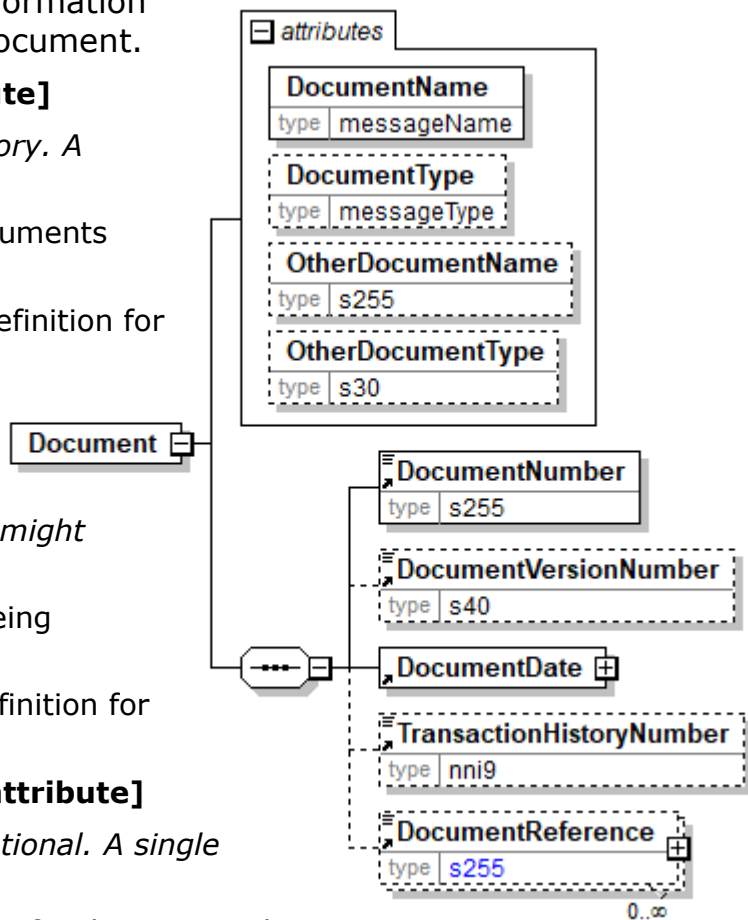 ormation
ocument.
te]
ory. A
uments
efinition for
might
eing
finition for
ttribute]
tional. A single
attributes
DocumentName
type messageName
DocumentType
type messageType
OtherDocumentName
type s255
OtherDocumentType
type s30
Document
DocumentNumber
type s255
DocumentVersionNumber
type s40
DocumentDate
TransactionHistoryNumber
type nni9
DocumentReference
type s255
0..∞